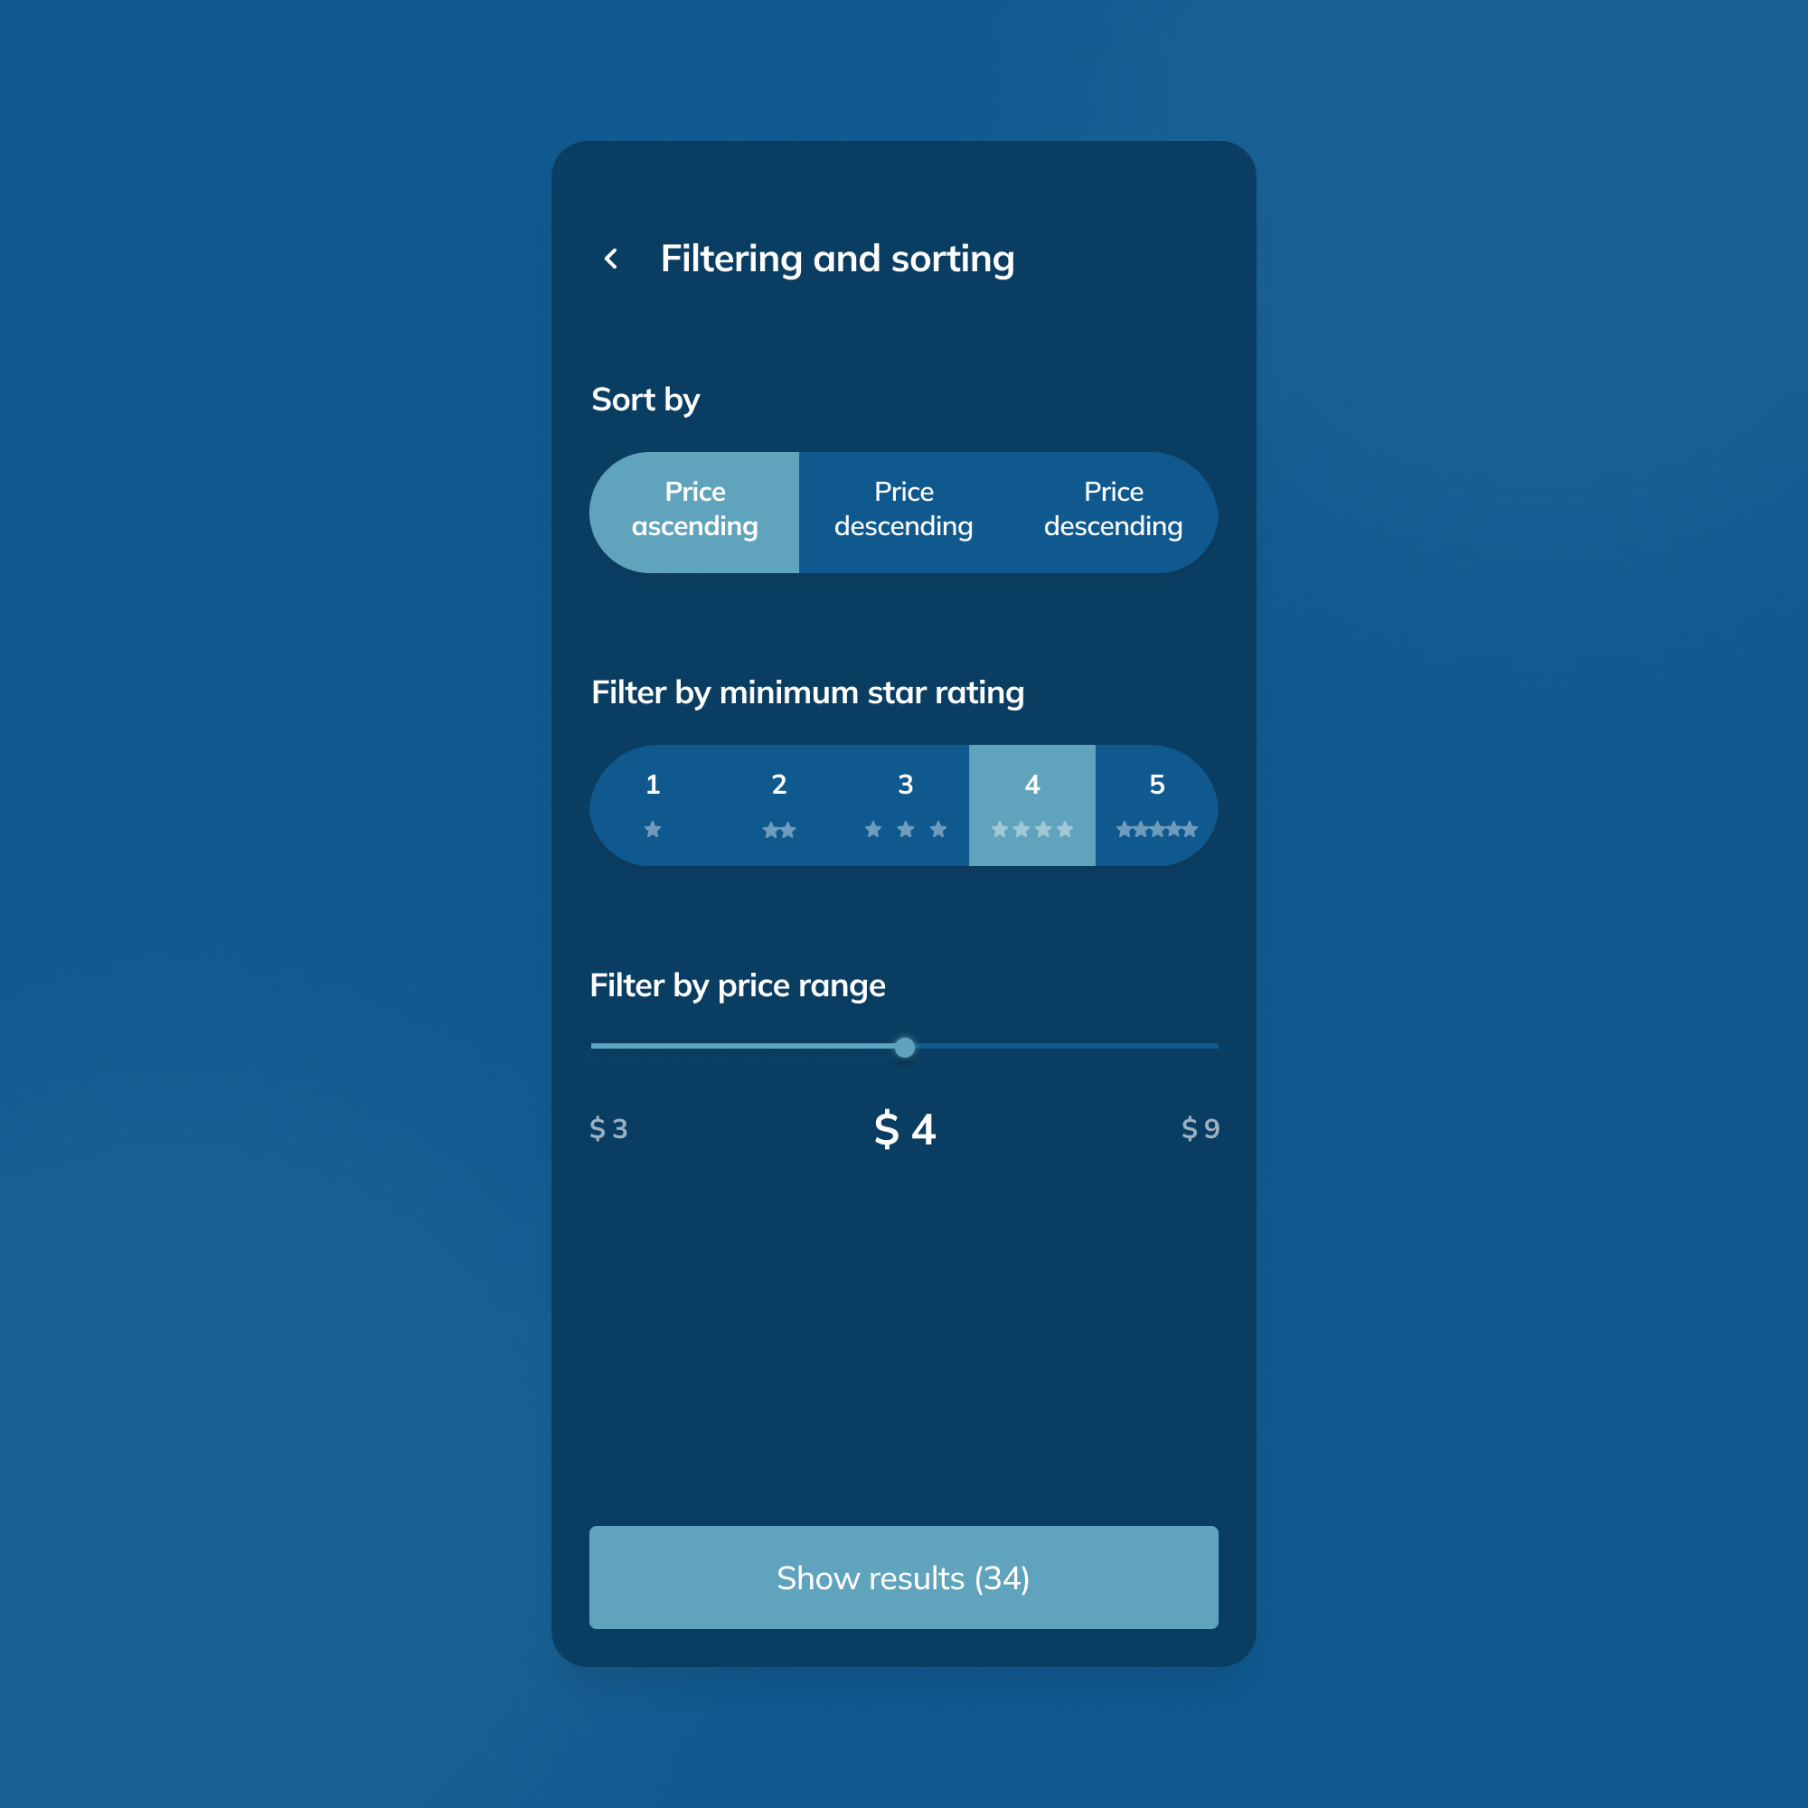 Filtering and sorting
Sort by
Price ascending
Price descending
Price descending
Filter by minimum star rating
1 2 3 4 5
Filter by price range
$ 3 $ 4 $ 9
Show results (34)